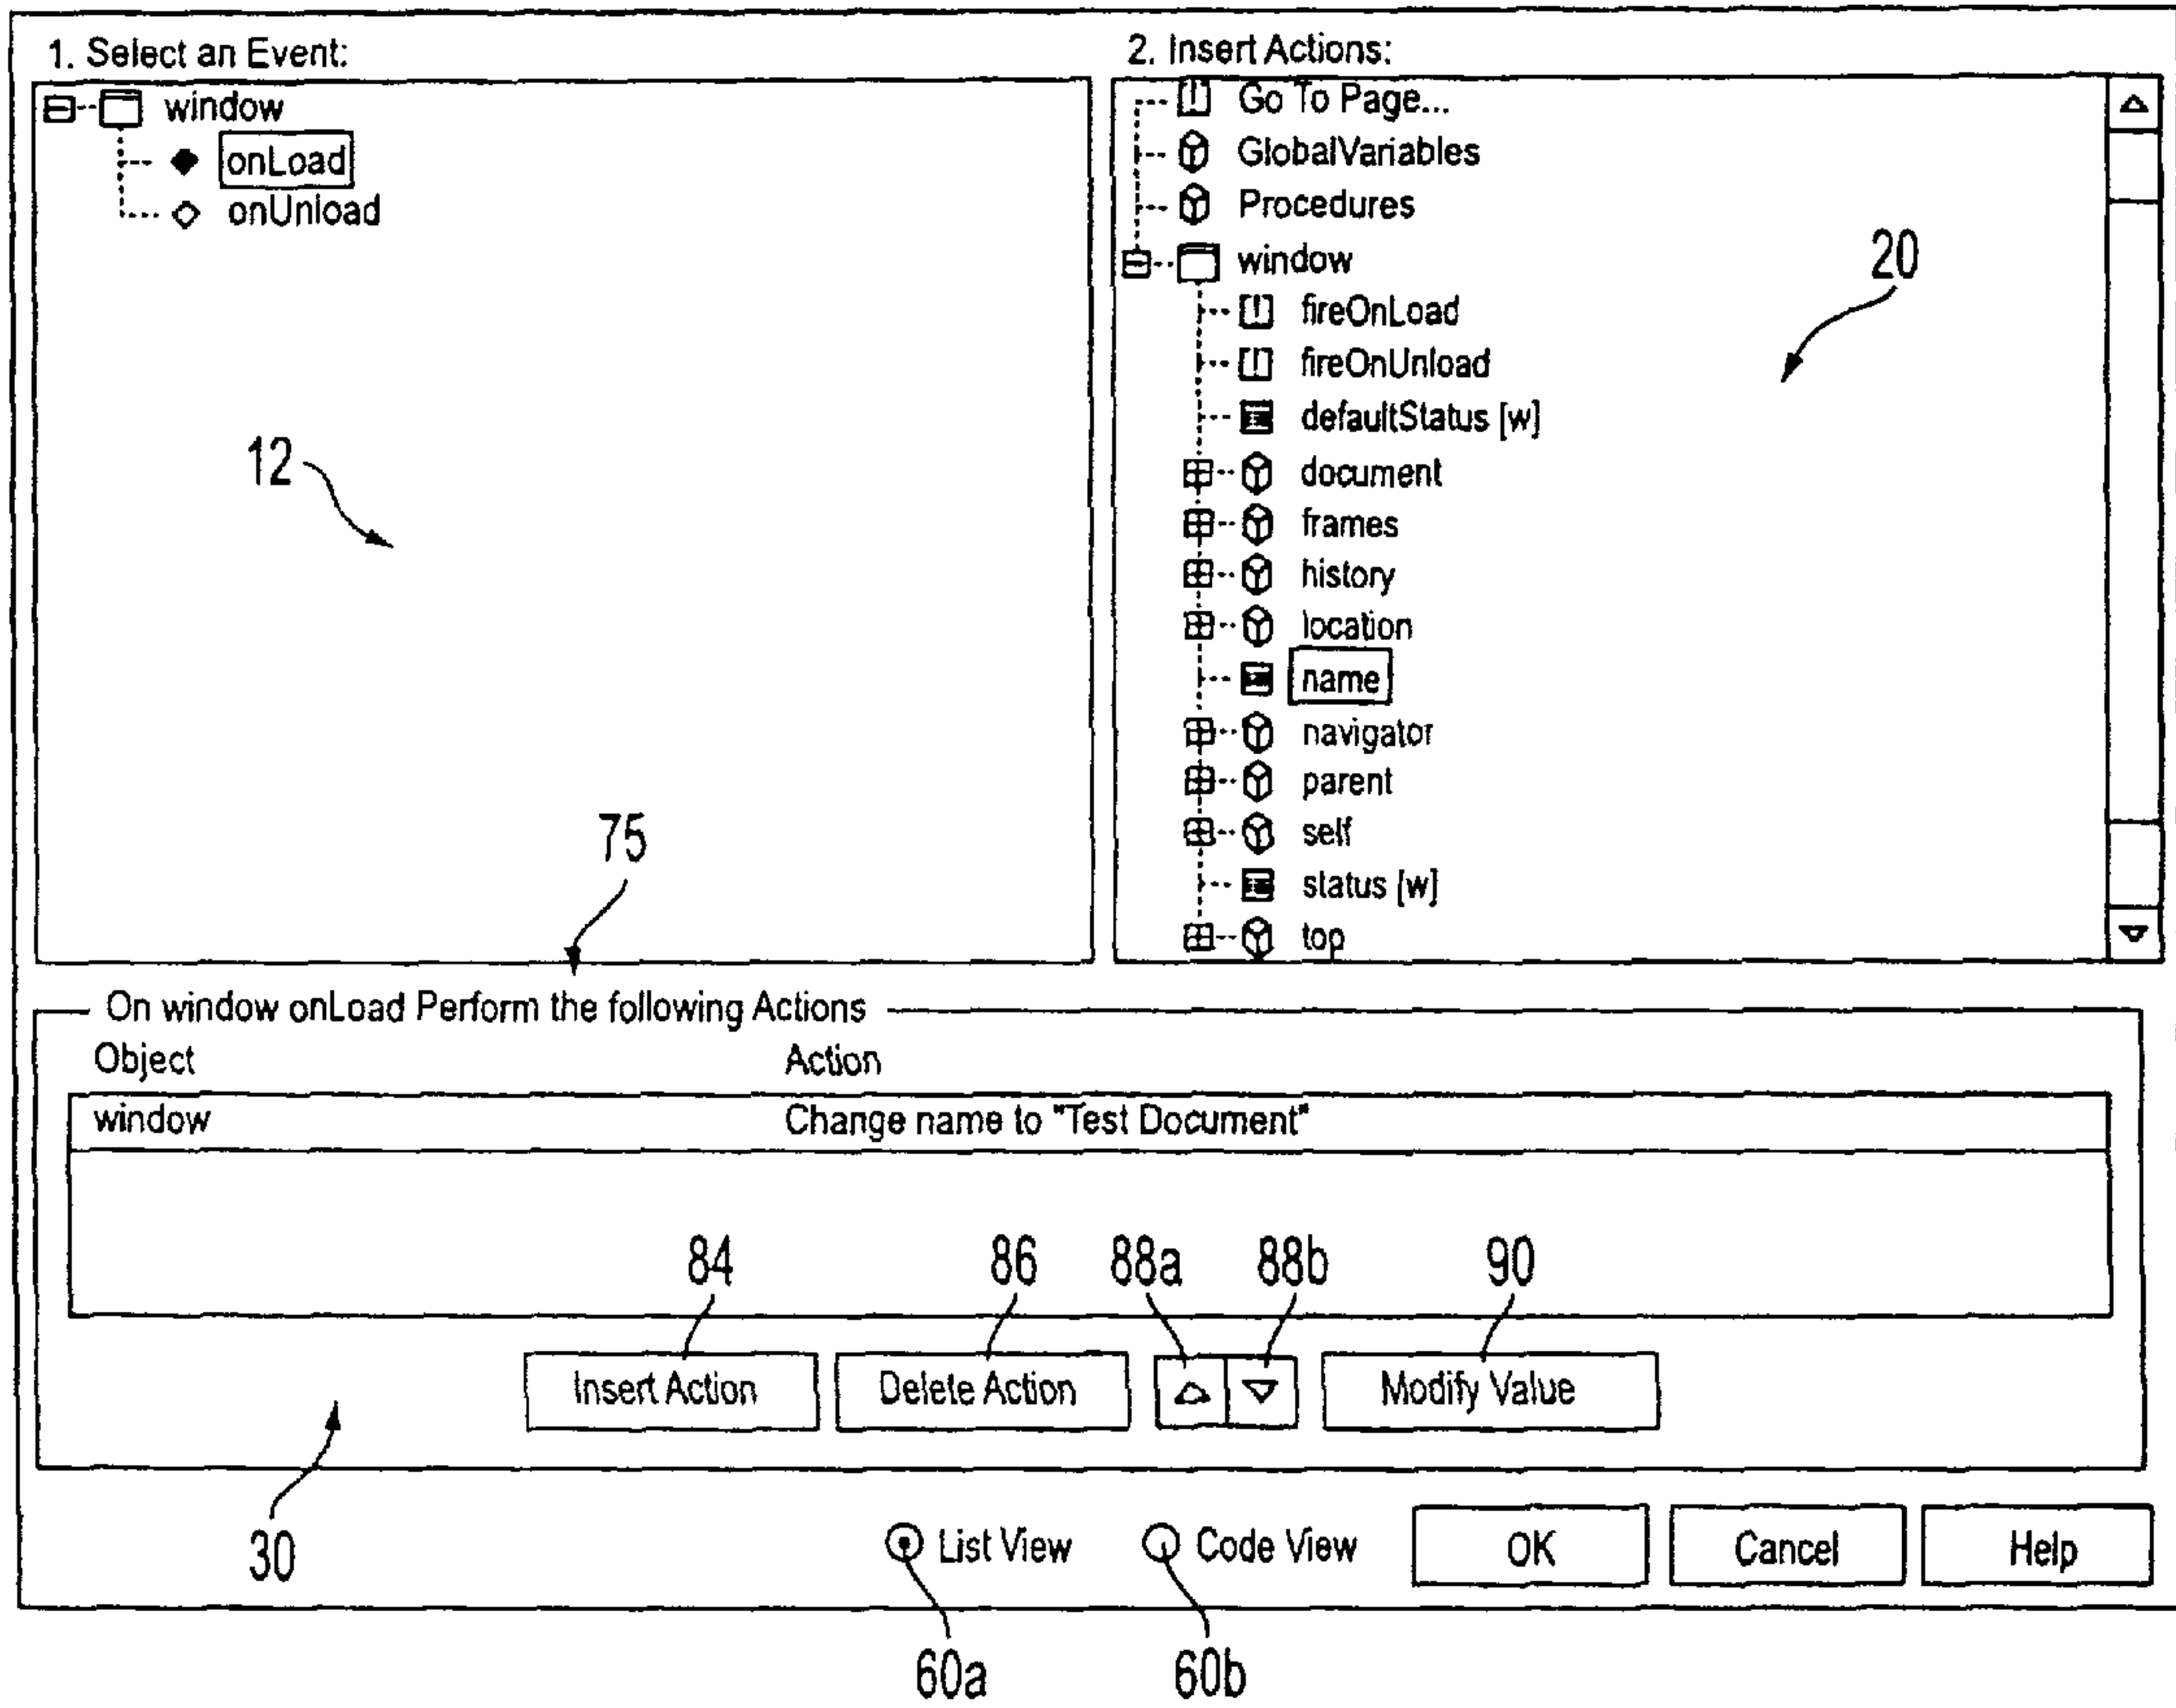 1. Select an Event:
window
onLoad
onUnload
12
75
2. Insert Actions:
Go To Page...
GlobalVariables
Procedures
window
fireOnLoad
fireOnUnload
defaultStatus [w]
document
frames
history
location
name
navigator
parent
self
status [w]
top
20
On window onLoad Perform the following Actions
Object Action
window Change name to "Test Document"
84 86 88a 88b 90
Insert Action Delete Action Modify Value
30
List View Code View OK Cancel Help
60a 60b